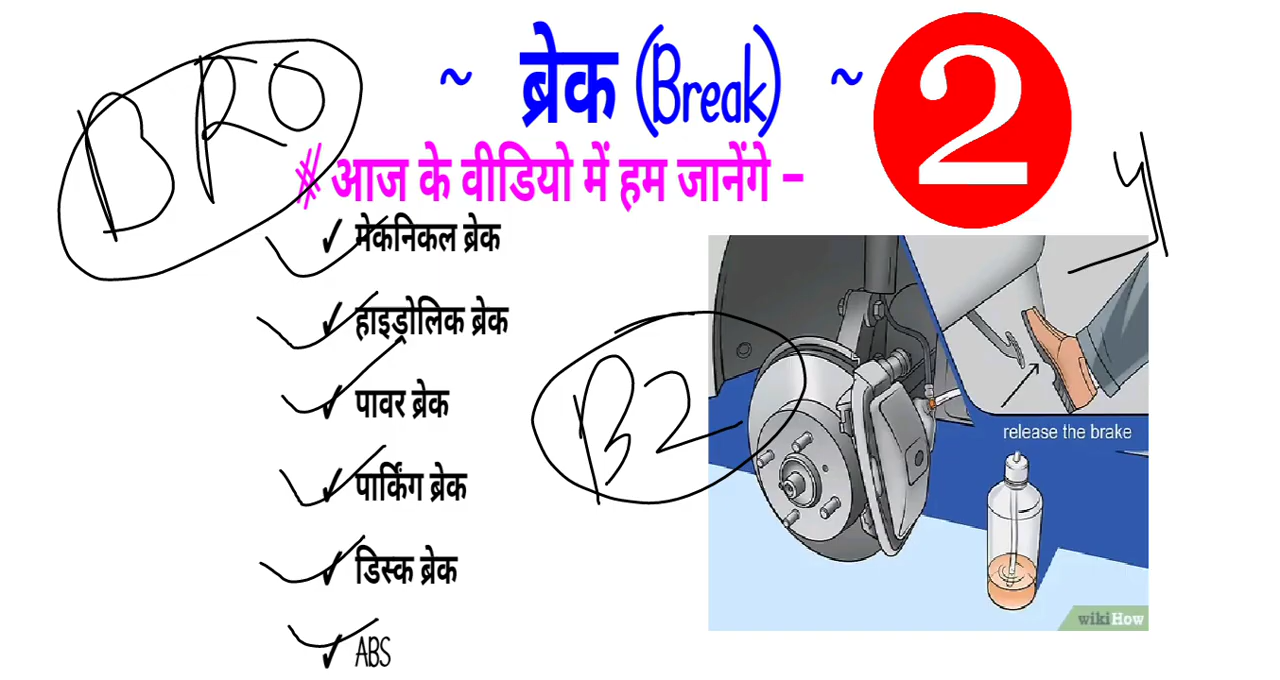 ~ ब्रेक (Break) ~
2
BRO
※ आज के वीडियो में हम जानेंगे -
✓ मेकनिकल ब्रेक
✓ हाइड्रोलिक ब्रेक
✓ पावर ब्रेक
✓ पार्किंग ब्रेक
✓ डिस्क ब्रेक
✓ ABS
B2
release the brake
wikiHow